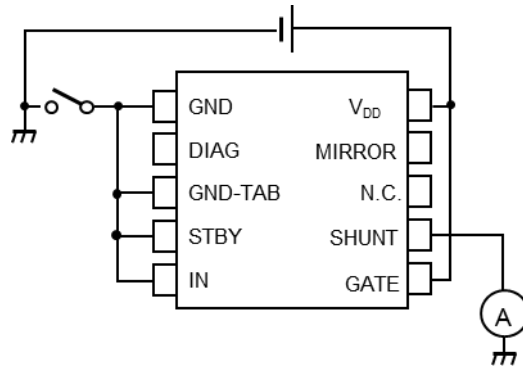 GND
DIAG
GND-TAB
STBY
IN
VDD
MIRROR
N.C.
SHUNT
GATE
A